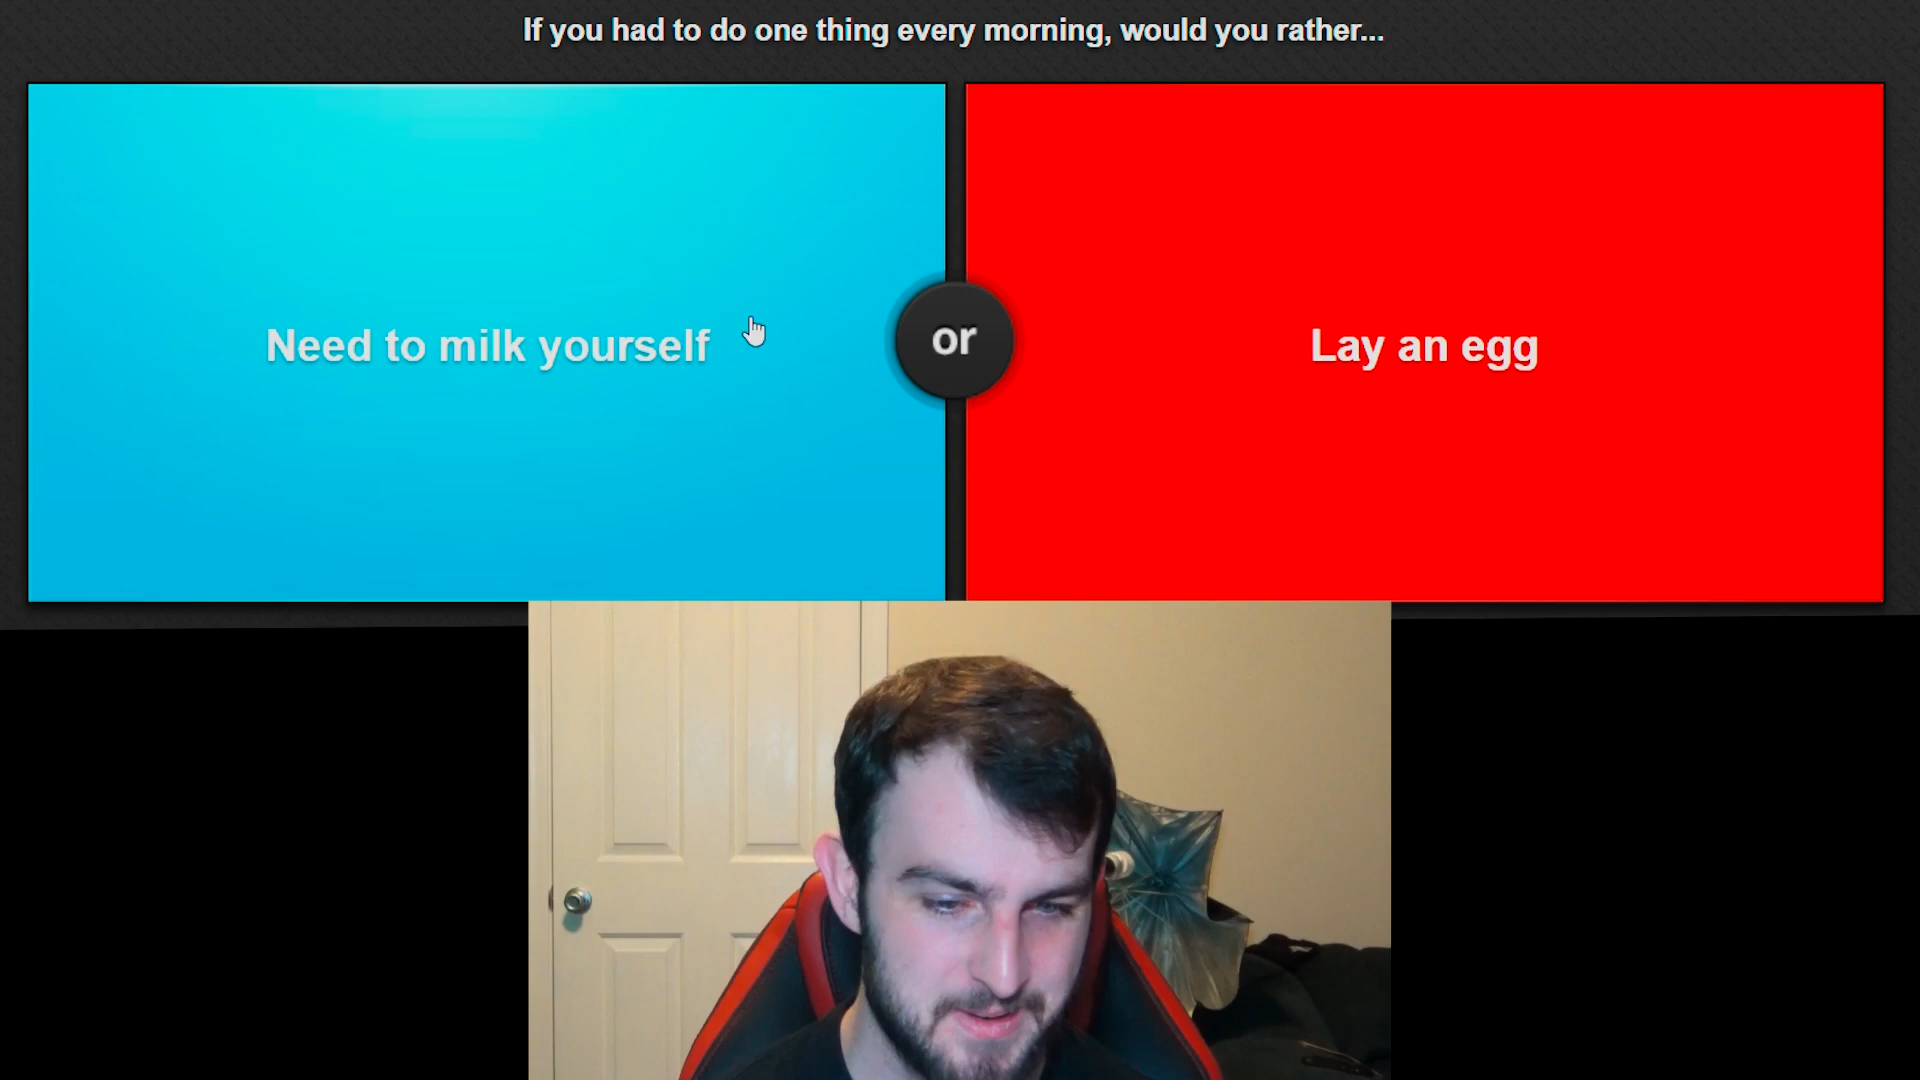 If you had to do one thing every morning, would you rather...
Need to milk yourself
or
Lay an egg